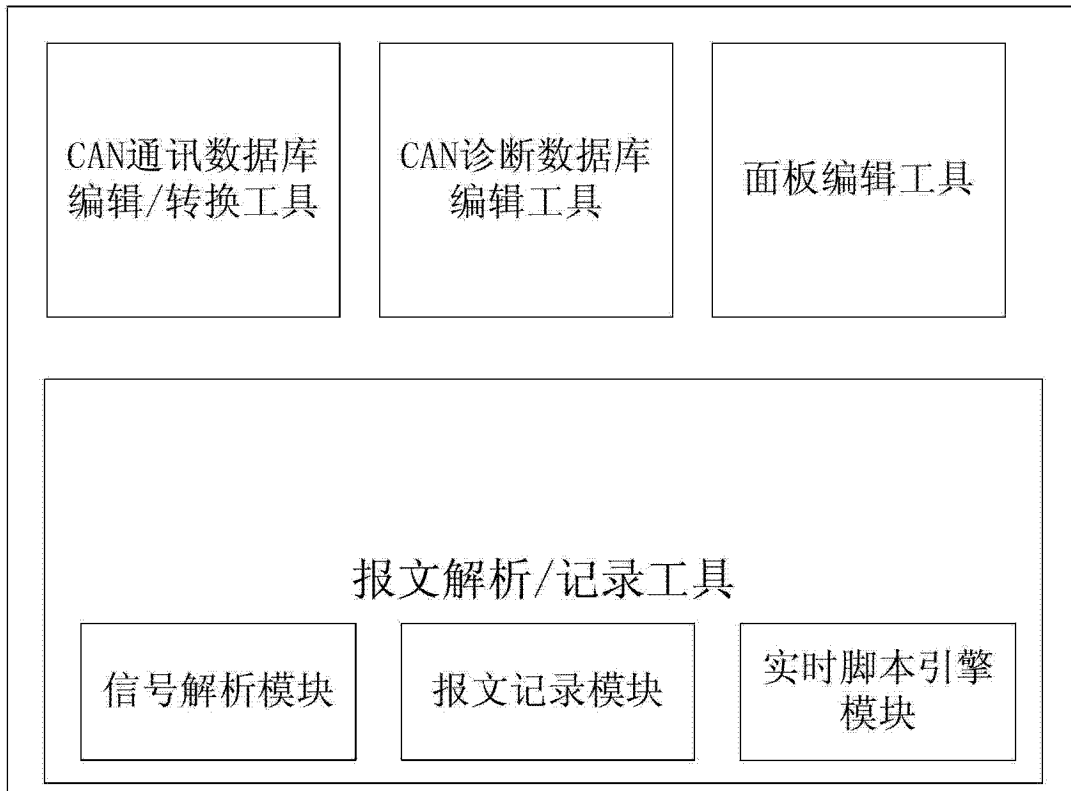 CAN通讯数据库
编辑/转换工具
CAN诊断数据库
编辑工具
面板编辑工具
报文解析/记录工具
信号解析模块
报文记录模块
实时脚本引擎
模块